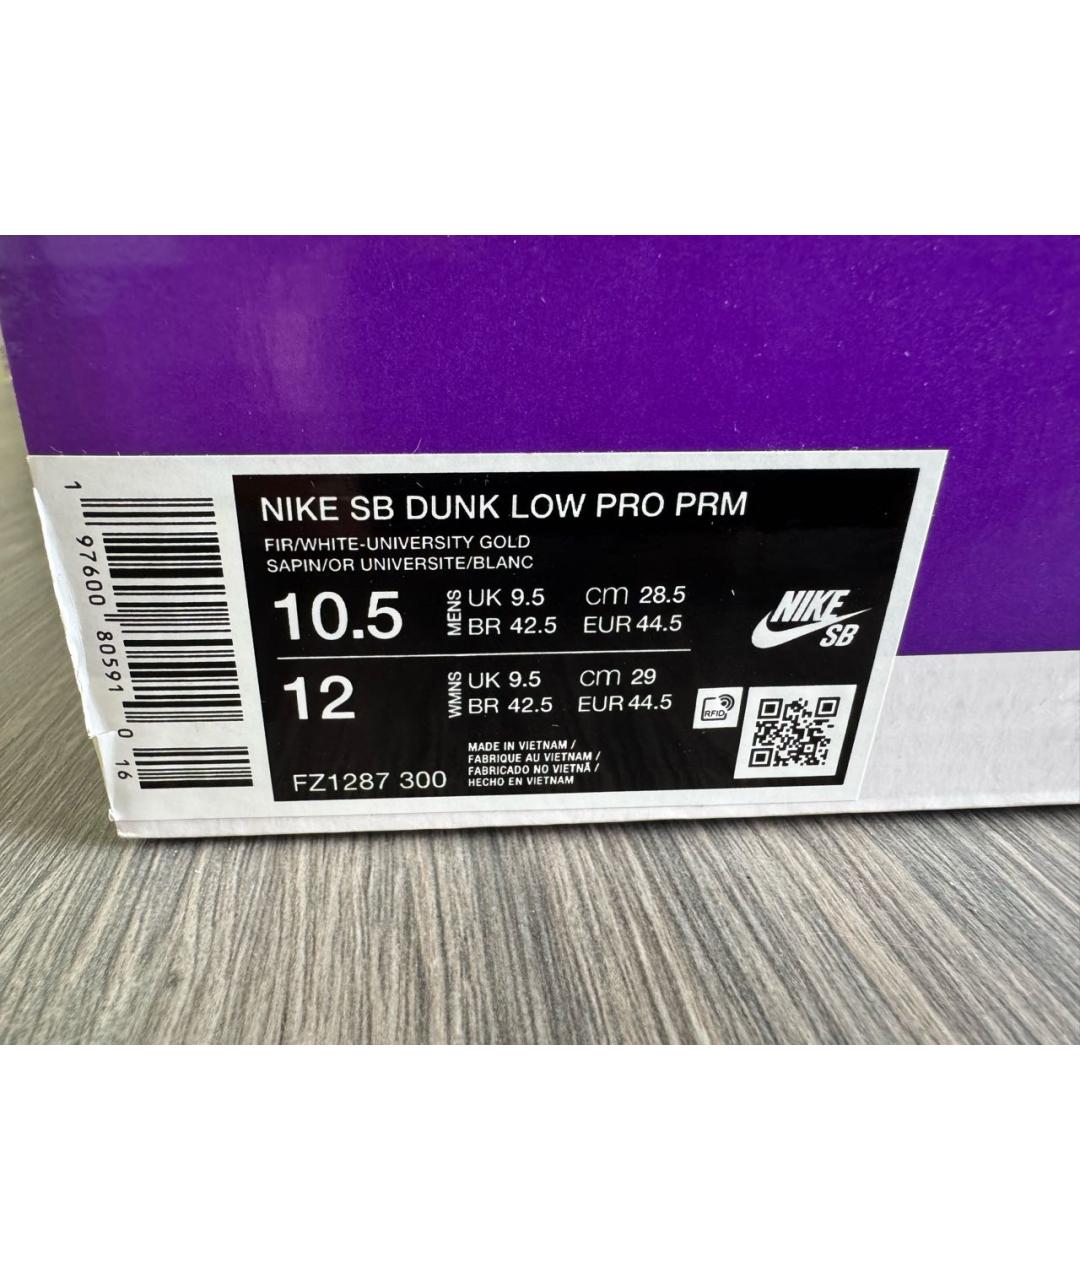 NIKE SB DUNK LOW PRO PRM
FIR/WHITE-UNIVERSITY GOLD
SAPIN/OR UNIVERSITE/BLANC
10.5
MENS
UK 9.5 cm 28.5
BR 42.5 EUR 44.5
12
WMNS
UK 9.5 cm 29
BR 42.5 EUR 44.5
FZ1287 300
MADE IN VIETNAM /
FABRIQUE AU VIETNAM /
FABRICADO NO VIETNÃ /
HECHO EN VIETNAM
NIKE
SB
RFID
1 97600 80591 0 16